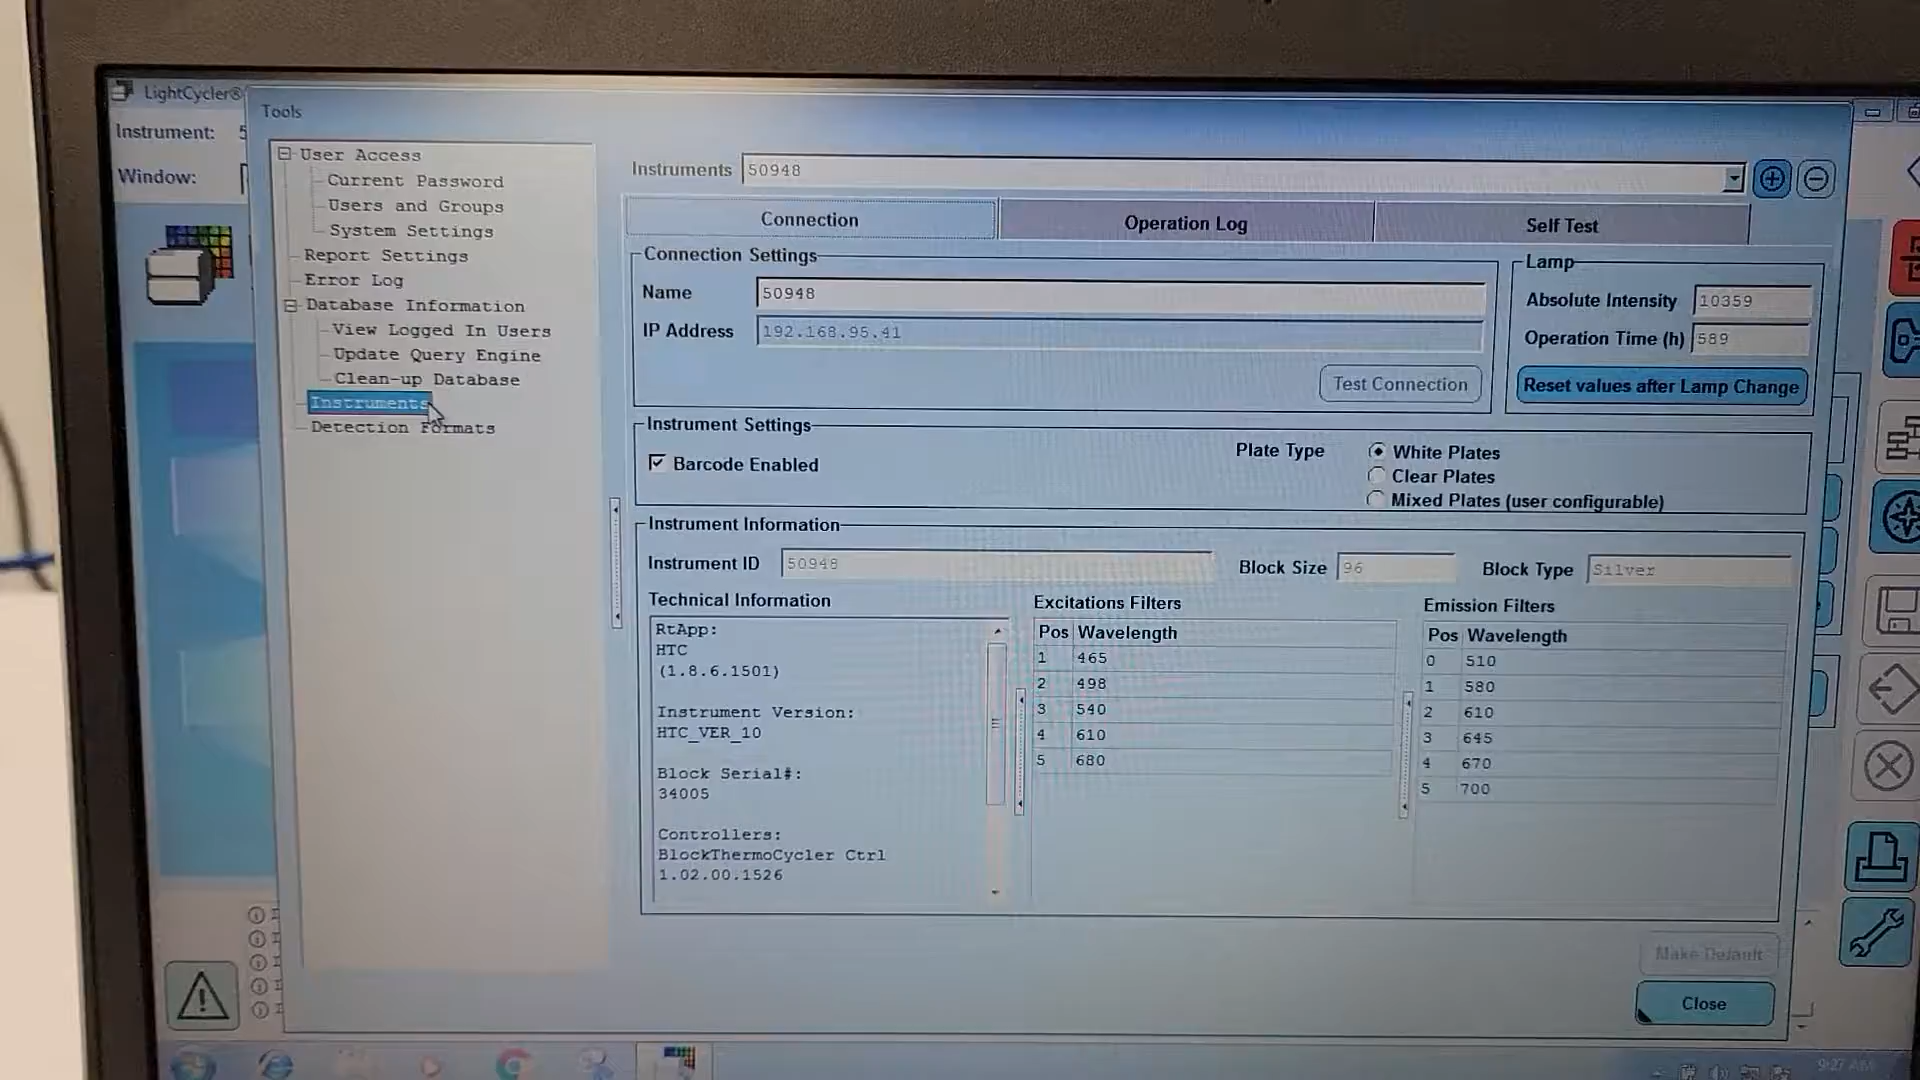 LightCycler®
Tools
Instrument: 5
Window:
User Access
Current Password
Users and Groups
System Settings
Report Settings
Error Log
Database Information
View Logged In Users
Update Query Engine
Clean-up Database
Instruments
Detection Formats
Instruments 50948
Connection Operation Log Self Test
Connection Settings
Name 50948
IP Address 192.168.95.41
Test Connection
Lamp
Absolute Intensity 10359
Operation Time (h) 589
Reset values after Lamp Change
Instrument Settings
Barcode Enabled
Plate Type
White Plates
Clear Plates
Mixed Plates (user configurable)
Instrument Information
Instrument ID 50948
Block Size 96
Block Type Silver
Technical Information
RtApp:
HTC
(1.8.6.1501)
Instrument Version:
HTC_VER_10
Block Serial#:
34005
Controllers:
BlockThermoCycler Ctrl
1.02.00.1526
Excitations Filters
Pos Wavelength
1 465
2 498
3 540
4 610
5 680
Emission Filters
Pos Wavelength
0 510
1 580
2 610
3 645
4 670
5 700
Make Default
Close
9:27 AM